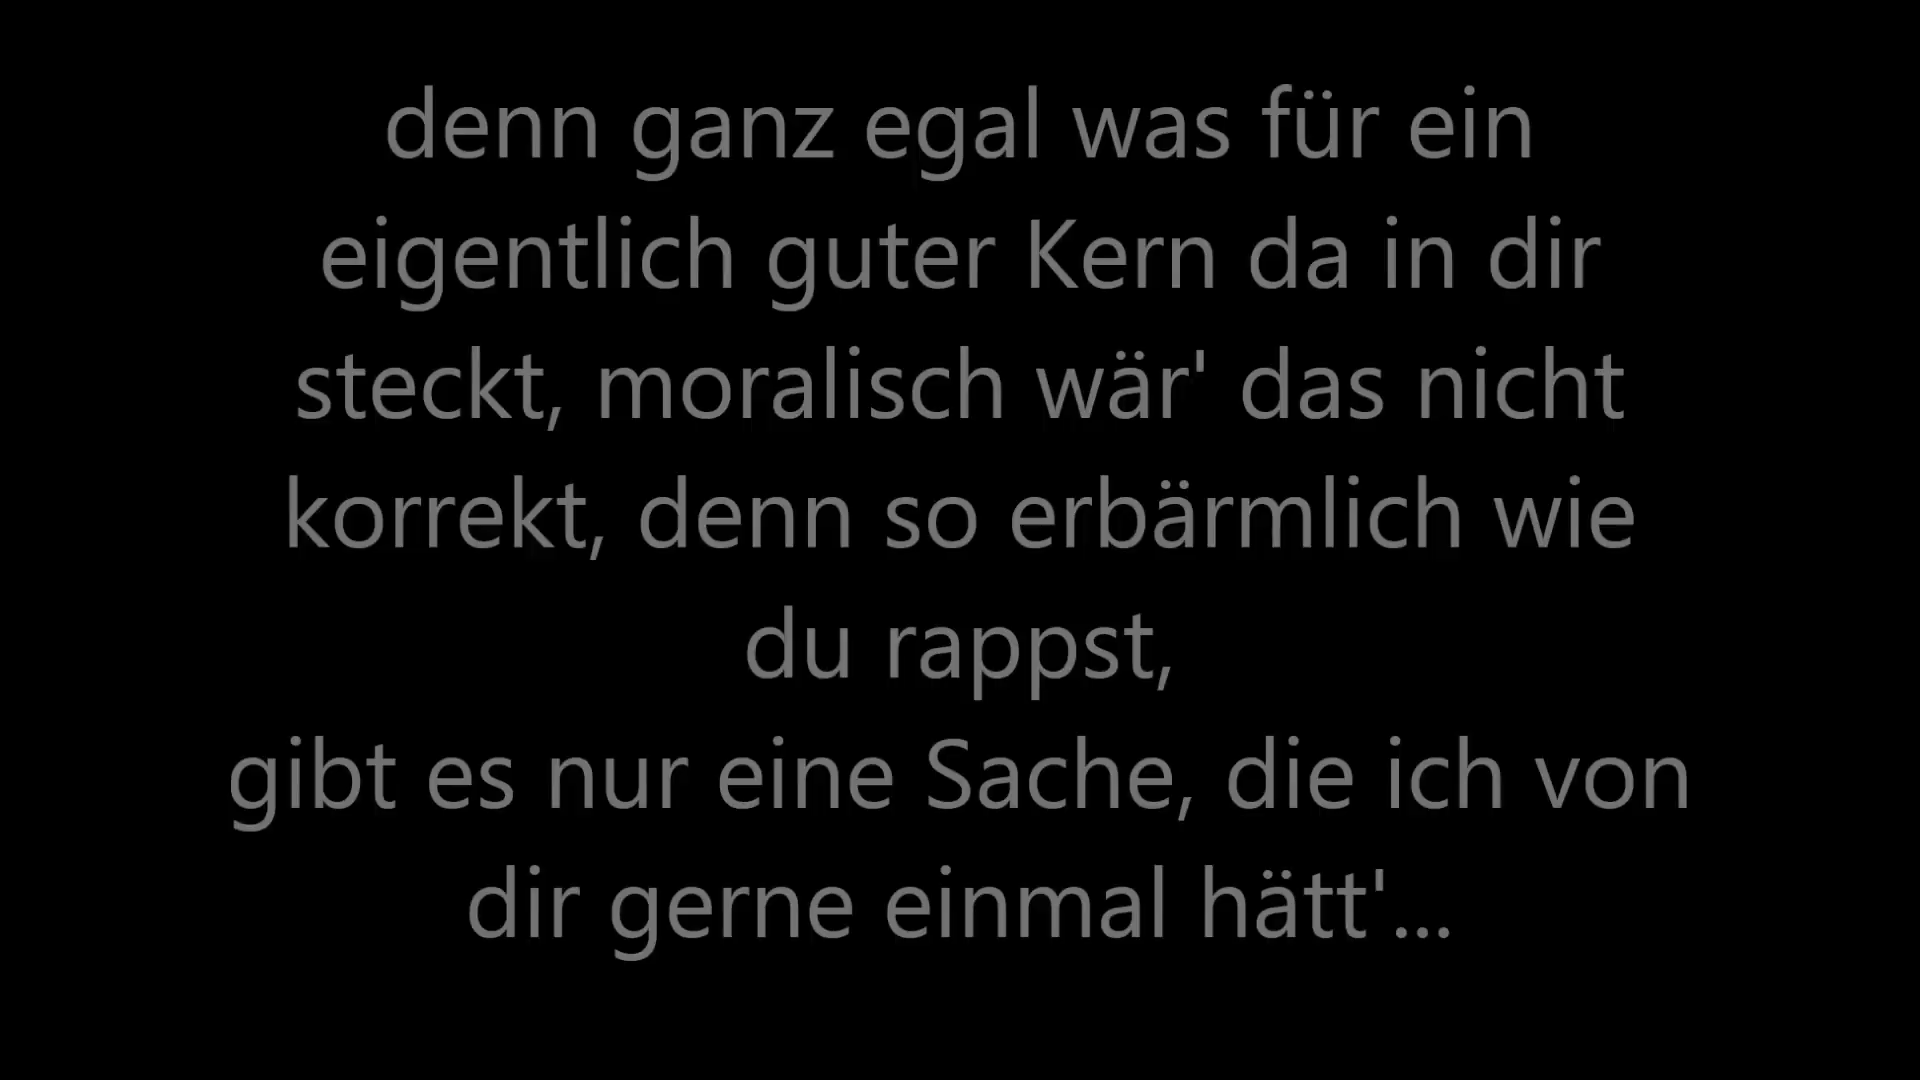 denn ganz egal was für ein
eigentlich guter Kern da in dir
steckt, moralisch wär' das nicht
korrekt, denn so erbärmlich wie
du rappst,
gibt es nur eine Sache, die ich von
dir gerne einmal hätt'...